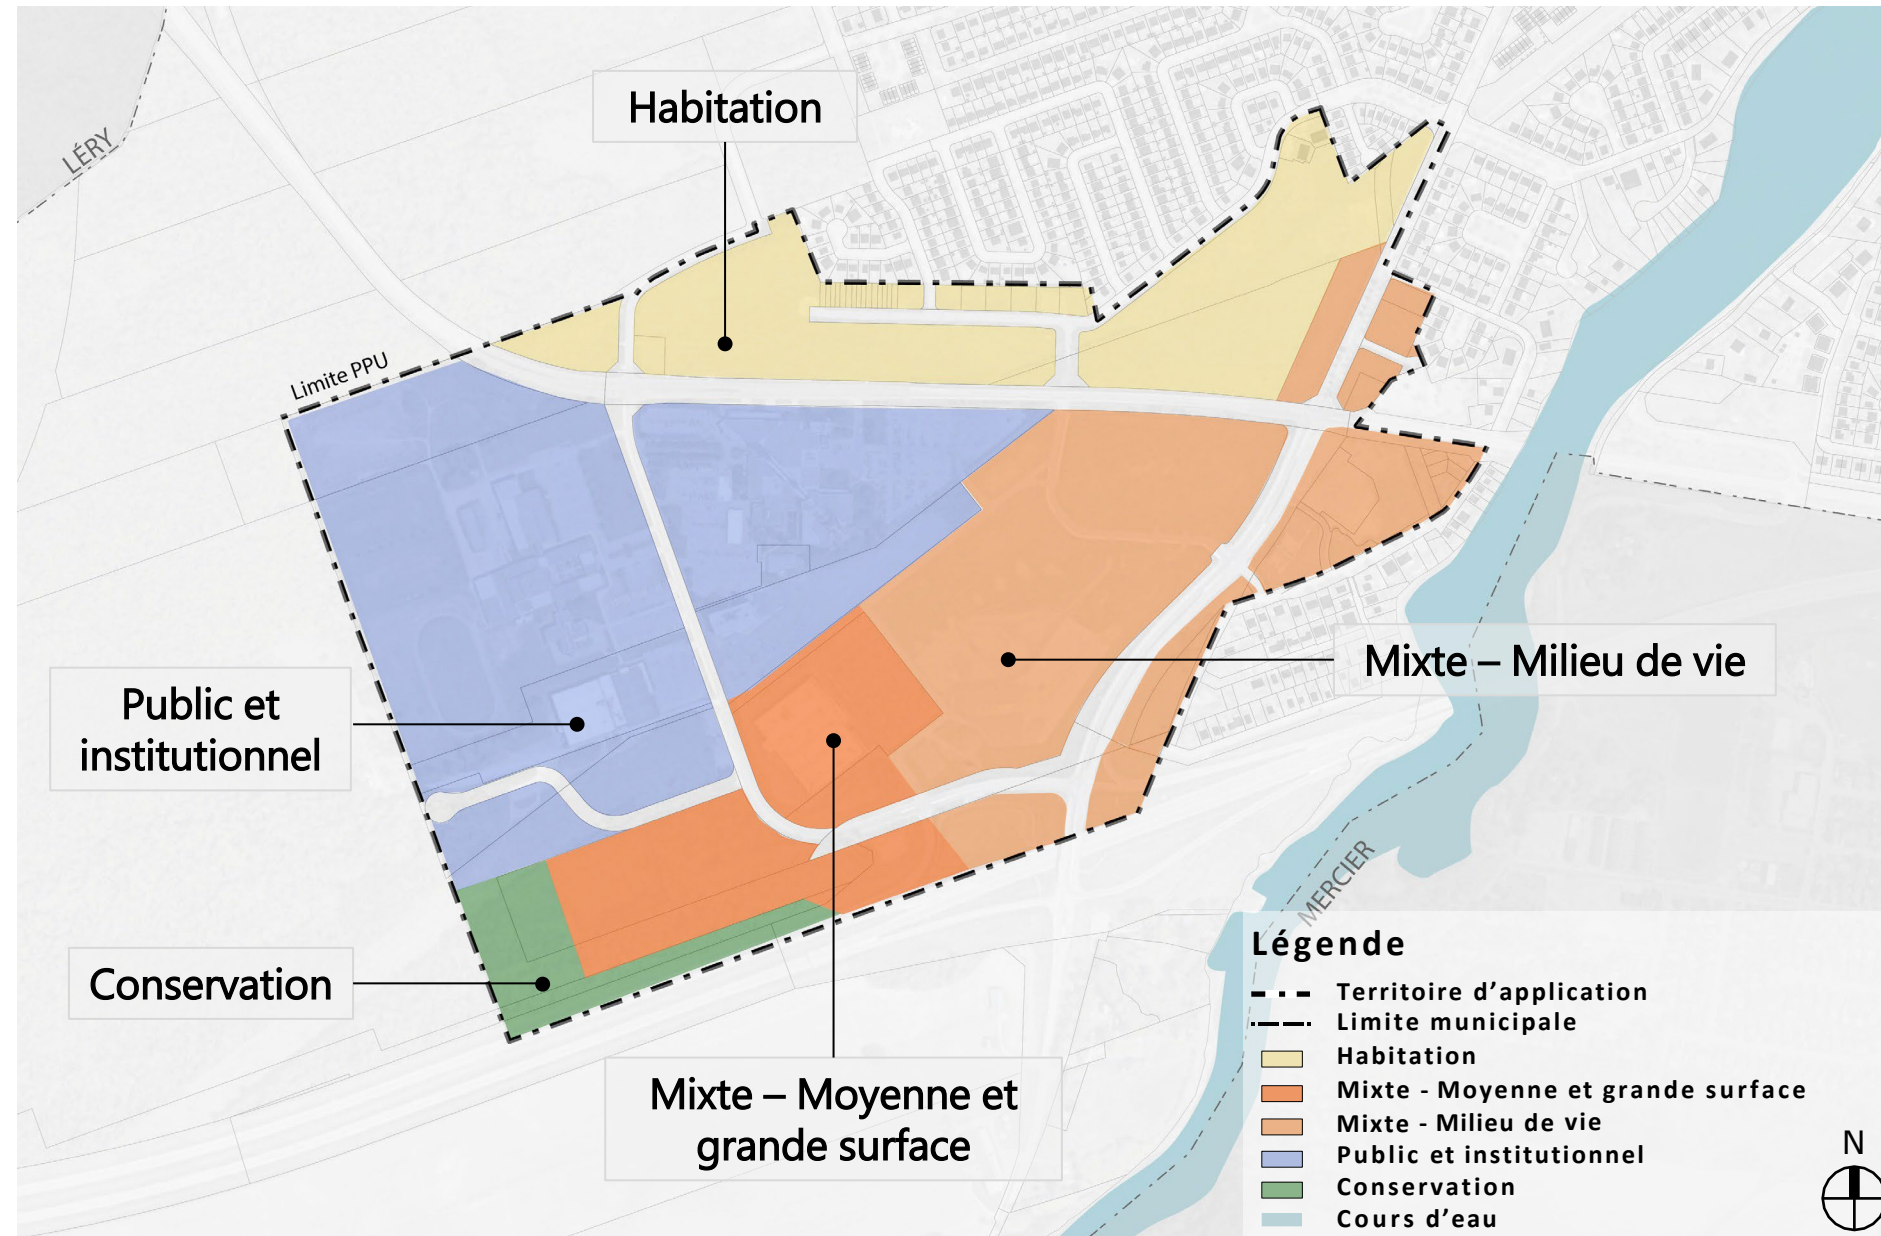 Habitation
LÉRY
Limite PPU
Mixte – Milieu de vie
Public et
institutionnel
MERCIER
Conservation
Mixte – Moyenne et
grande surface
Légende
Territoire d'application
Limite municipale
Habitation
Mixte - Moyenne et grande surface
Mixte - Milieu de vie
Public et institutionnel
Conservation
Cours d'eau
N